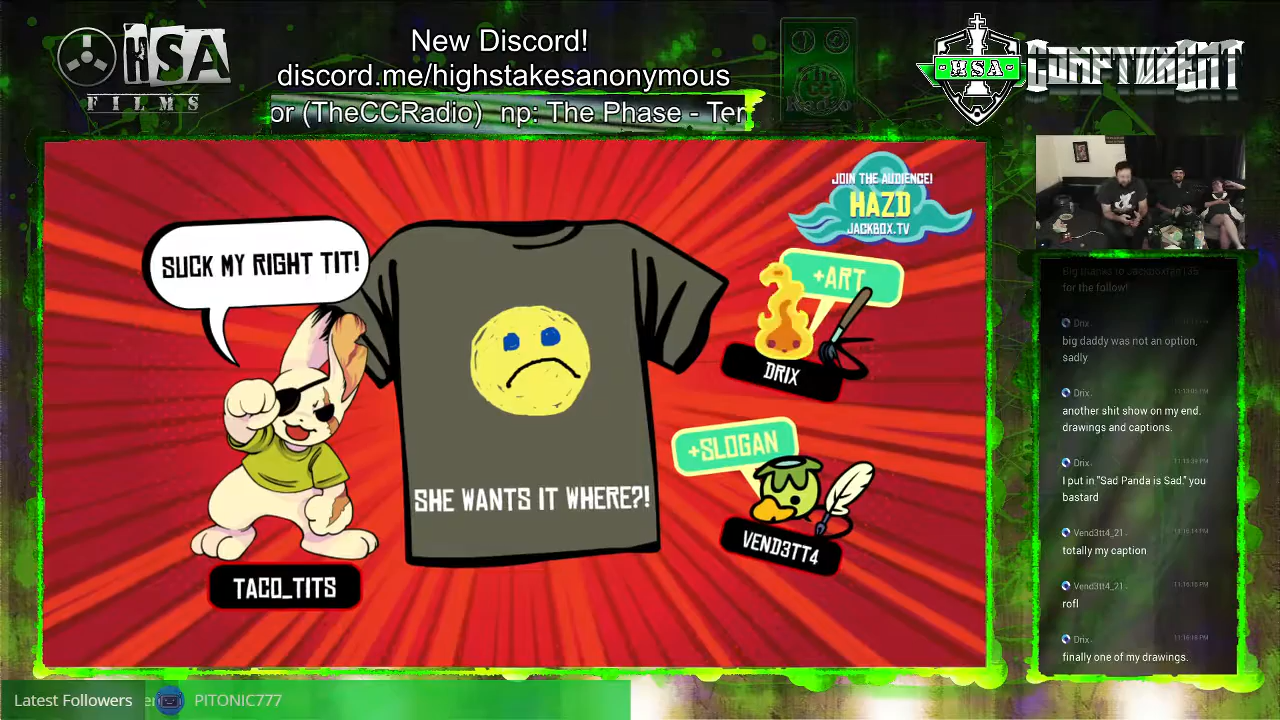 HSA
FILMS
New Discord!
discord.me/highstakesanonymous
or (TheCCRadio) np: The Phase - Ter
The
CC
Radio
HSA
COMPTONENT
JOIN THE AUDIENCE!
HAZD
JACKBOX.TV
SUCK MY RIGHT TIT!
+ART
DRIX
SHE WANTS IT WHERE?!
+SLOGAN
VEND3TT4
TACO_TITS
for the follow!
Drix
big daddy was not an option,
sadly
Drix
another shit show on my end.
drawings and captions.
Drix
I put in "Sad Panda is Sad." you
bastard
Vend3tt4_21
totally my caption
Vend3tt4_21
rofl
Drix
finally one of my drawings.
Latest Followers
PITONIC777